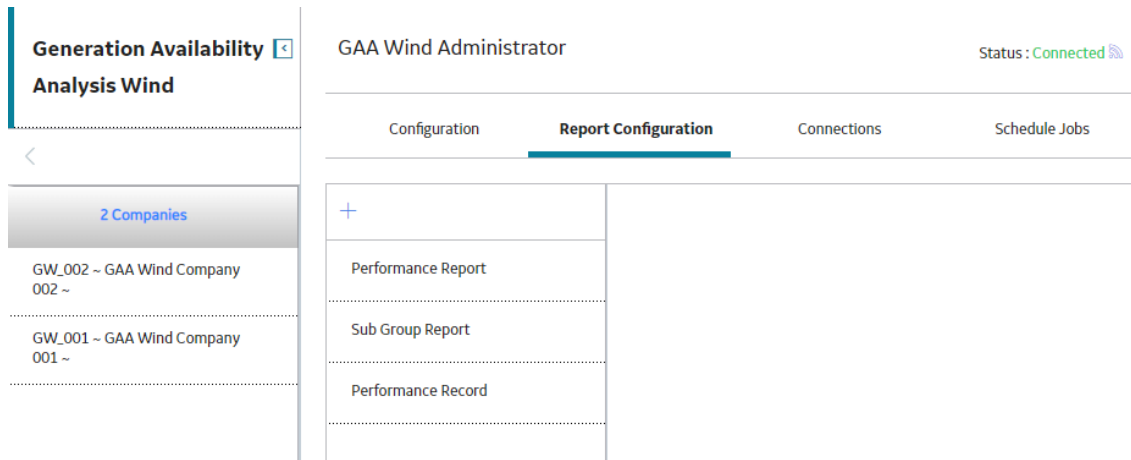 Generation Availability
Analysis Wind
2 Companies
GW_002 ~ GAA Wind Company
002 ~
GW_001 ~ GAA Wind Company
001 ~
GAA Wind Administrator
Status : Connected
Configuration Report Configuration Connections Schedule Jobs
Performance Report
Sub Group Report
Performance Record